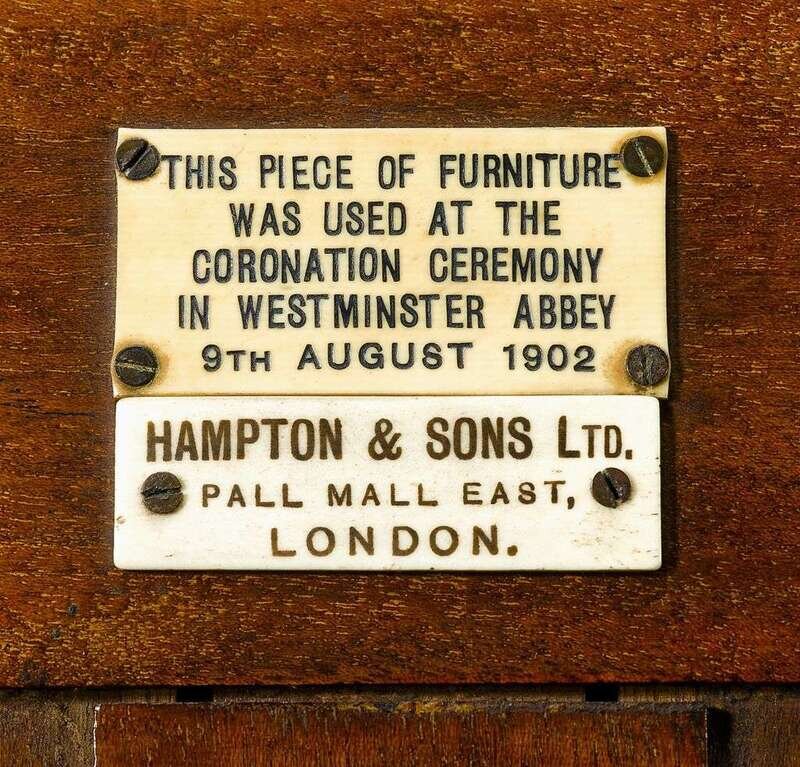 THIS PIECE OF FURNITURE
WAS USED AT THE
CORONATION CEREMONY
IN WESTMINSTER ABBEY
9TH AUGUST 1902
HAMPTON & SONS LTD.
PALL MALL EAST,
LONDON.